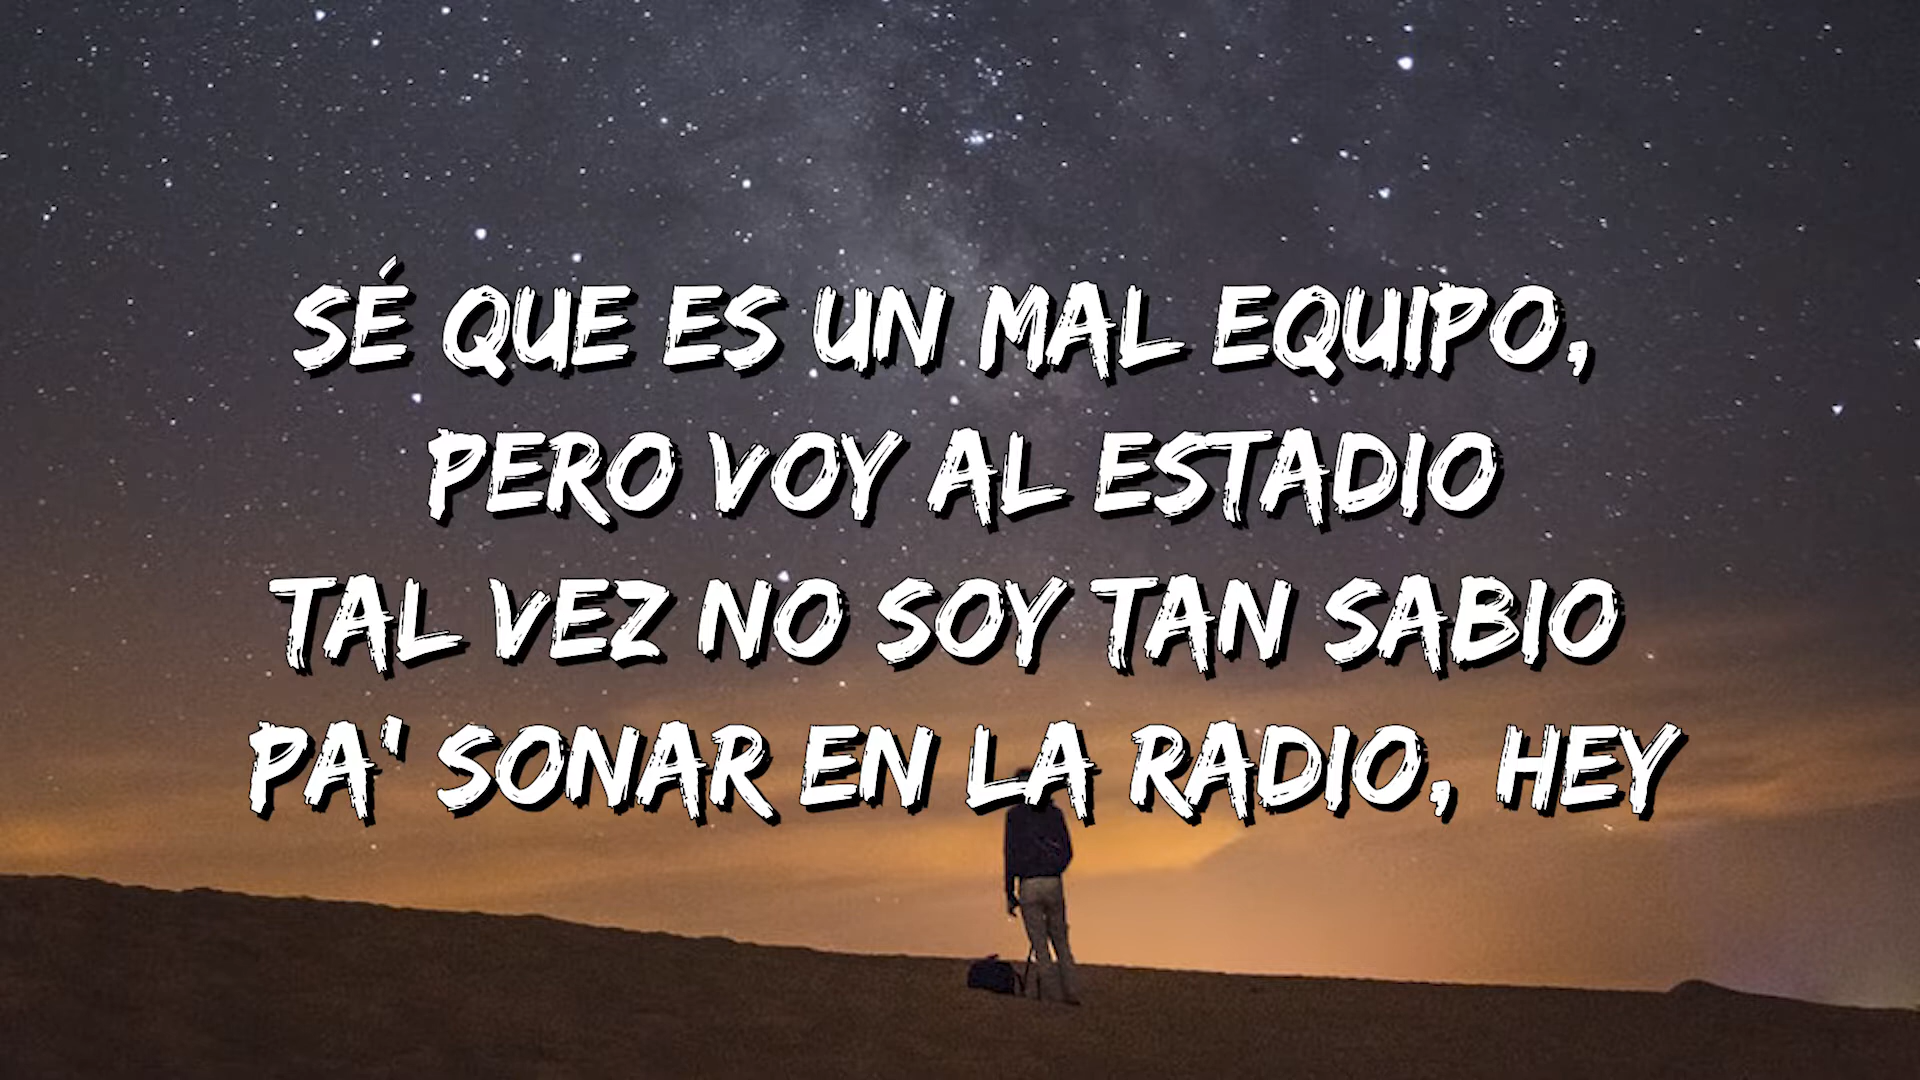 SÉ QUE ES UN MAL EQUIPO,
PERO VOY AL ESTADIO
TAL VEZ NO SOY TAN SABIO
PA' SONAR EN LA RADIO, HEY